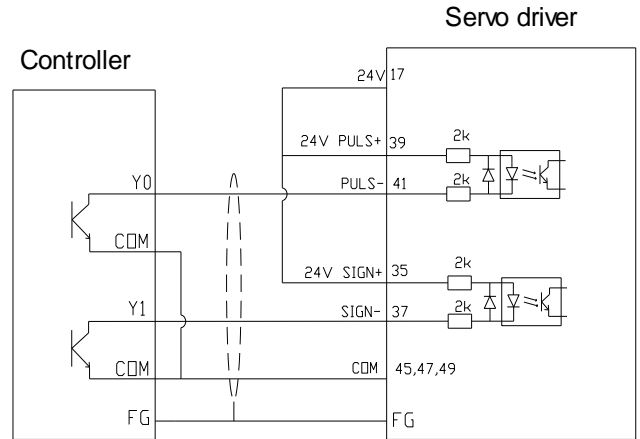 Servo driver
Controller
24V 17
24V PULS+ 39 2k
Y0 PULS- 41 2k
COM
24V SIGN+ 35 2k
Y1 SIGN- 37 2k
COM COM 45,47,49
FG FG